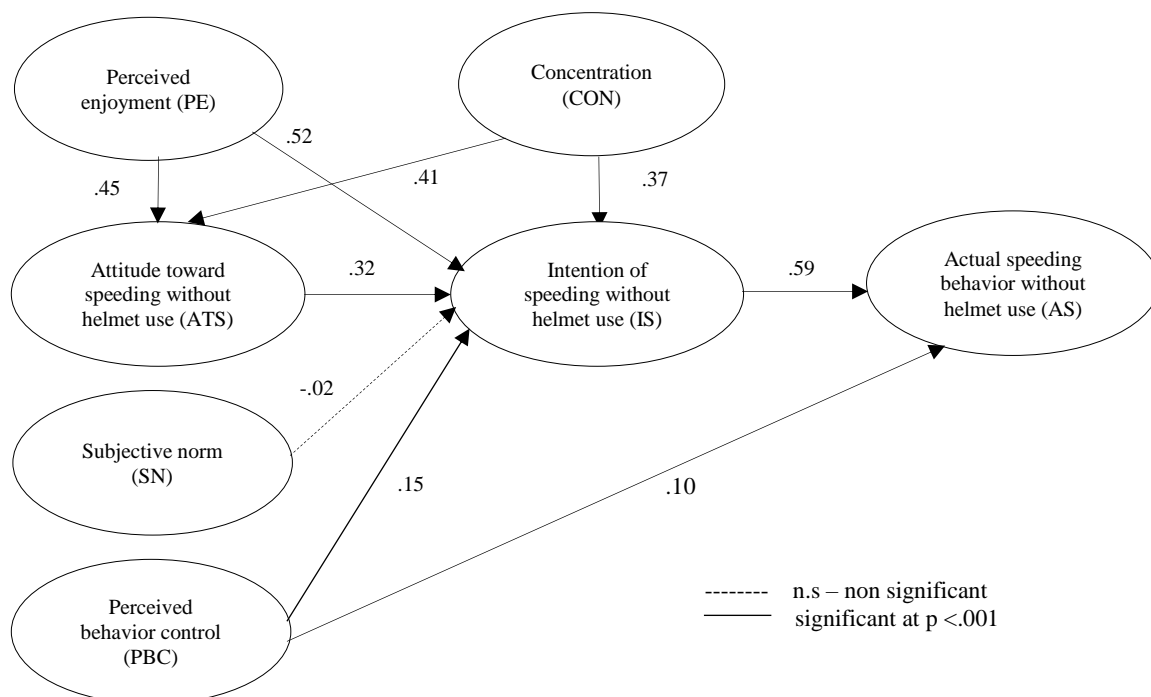 Perceived
enjoyment (PE)
Concentration
(CON)
.52
.45
.41
.37
Attitude toward
speeding without
helmet use (ATS)
.32
Intention of
speeding without
helmet use (IS)
.59
Actual speeding
behavior without
helmet use (AS)
-.02
Subjective norm
(SN)
.15
.10
Perceived
behavior control
(PBC)
n.s – non significant
significant at p <.001